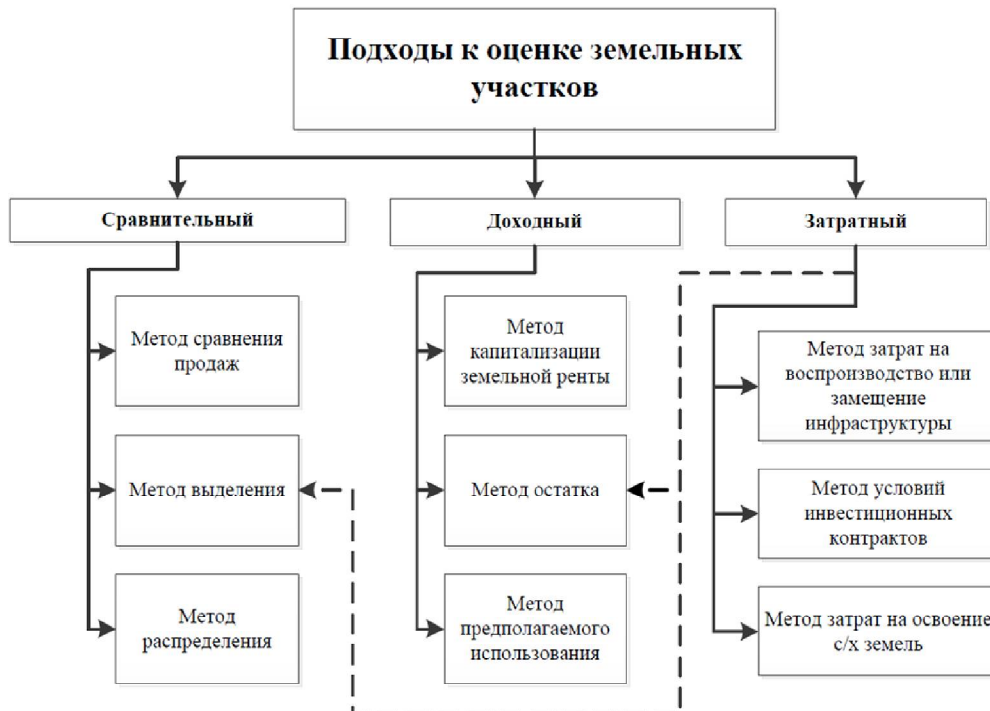 Подходы к оценке земельных
участков
Сравнительный
Доходный
Затратный
Метод сравнения
продаж
Метод выделения
Метод
распределения
Метод
капитализации
земельной ренты
Метод остатка
Метод
предполагаемого
использования
Метод затрат на
воспроизводство или
замещение
инфраструктуры
Метод условий
инвестиционных
контрактов
Метод затрат на освоение
с/х земель